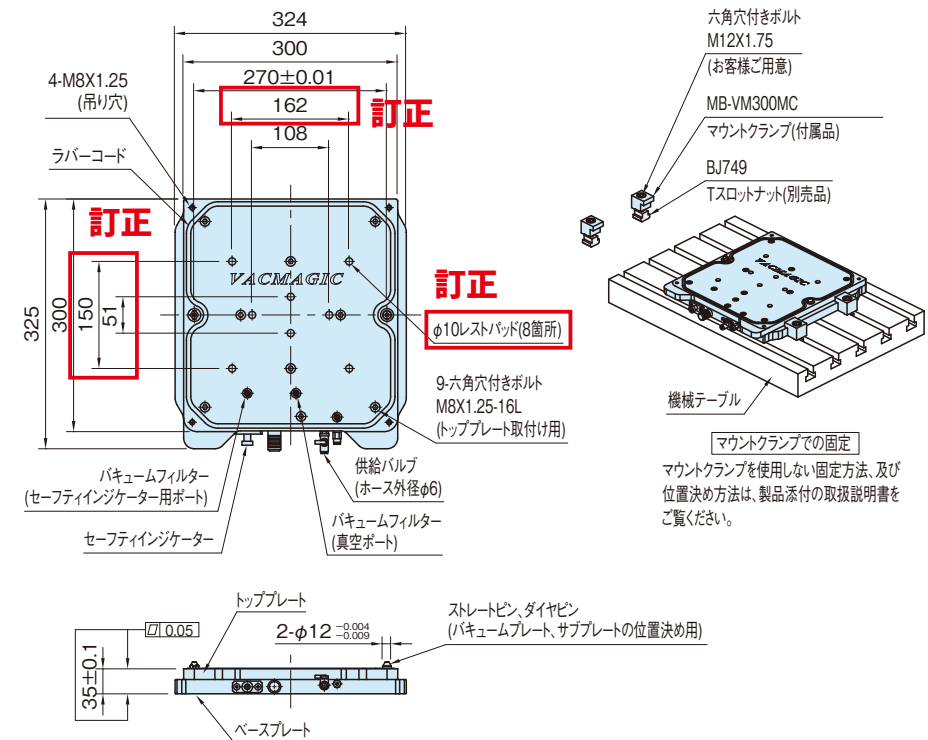 324
300
270±0.01
162
訂正
108
4-M8X1.25
(吊り穴)
ラバーコード
訂正
325
300
150
51
VACMAGIC
訂正
φ10レストパッド(8箇所)
9-六角穴付きボルト
M8X1.25-16L
(トッププレート取付け用)
バキュームフィルター
(セーフティインジケーター用ポート)
セーフティインジケーター
供給バルブ
(ホース外径φ6)
バキュームフィルター
(真空ポート)
六角穴付きボルト
M12X1.75
(お客様ご用意)
MB-VM300MC
マウントクランプ(付属品)
BJ749
Tスロットナット(別売品)
VACMAGIC
機械テーブル
マウントクランプでの固定
マウントクランプを使用しない固定方法、及び
位置決め方法は、製品添付の取扱説明書を
ご覧ください。
トッププレート
0.05
2-φ12 -0.004
-0.009
ストレートピン、ダイヤピン
(バキュームプレート、サブプレートの位置決め用)
35±0.1
ベースプレート